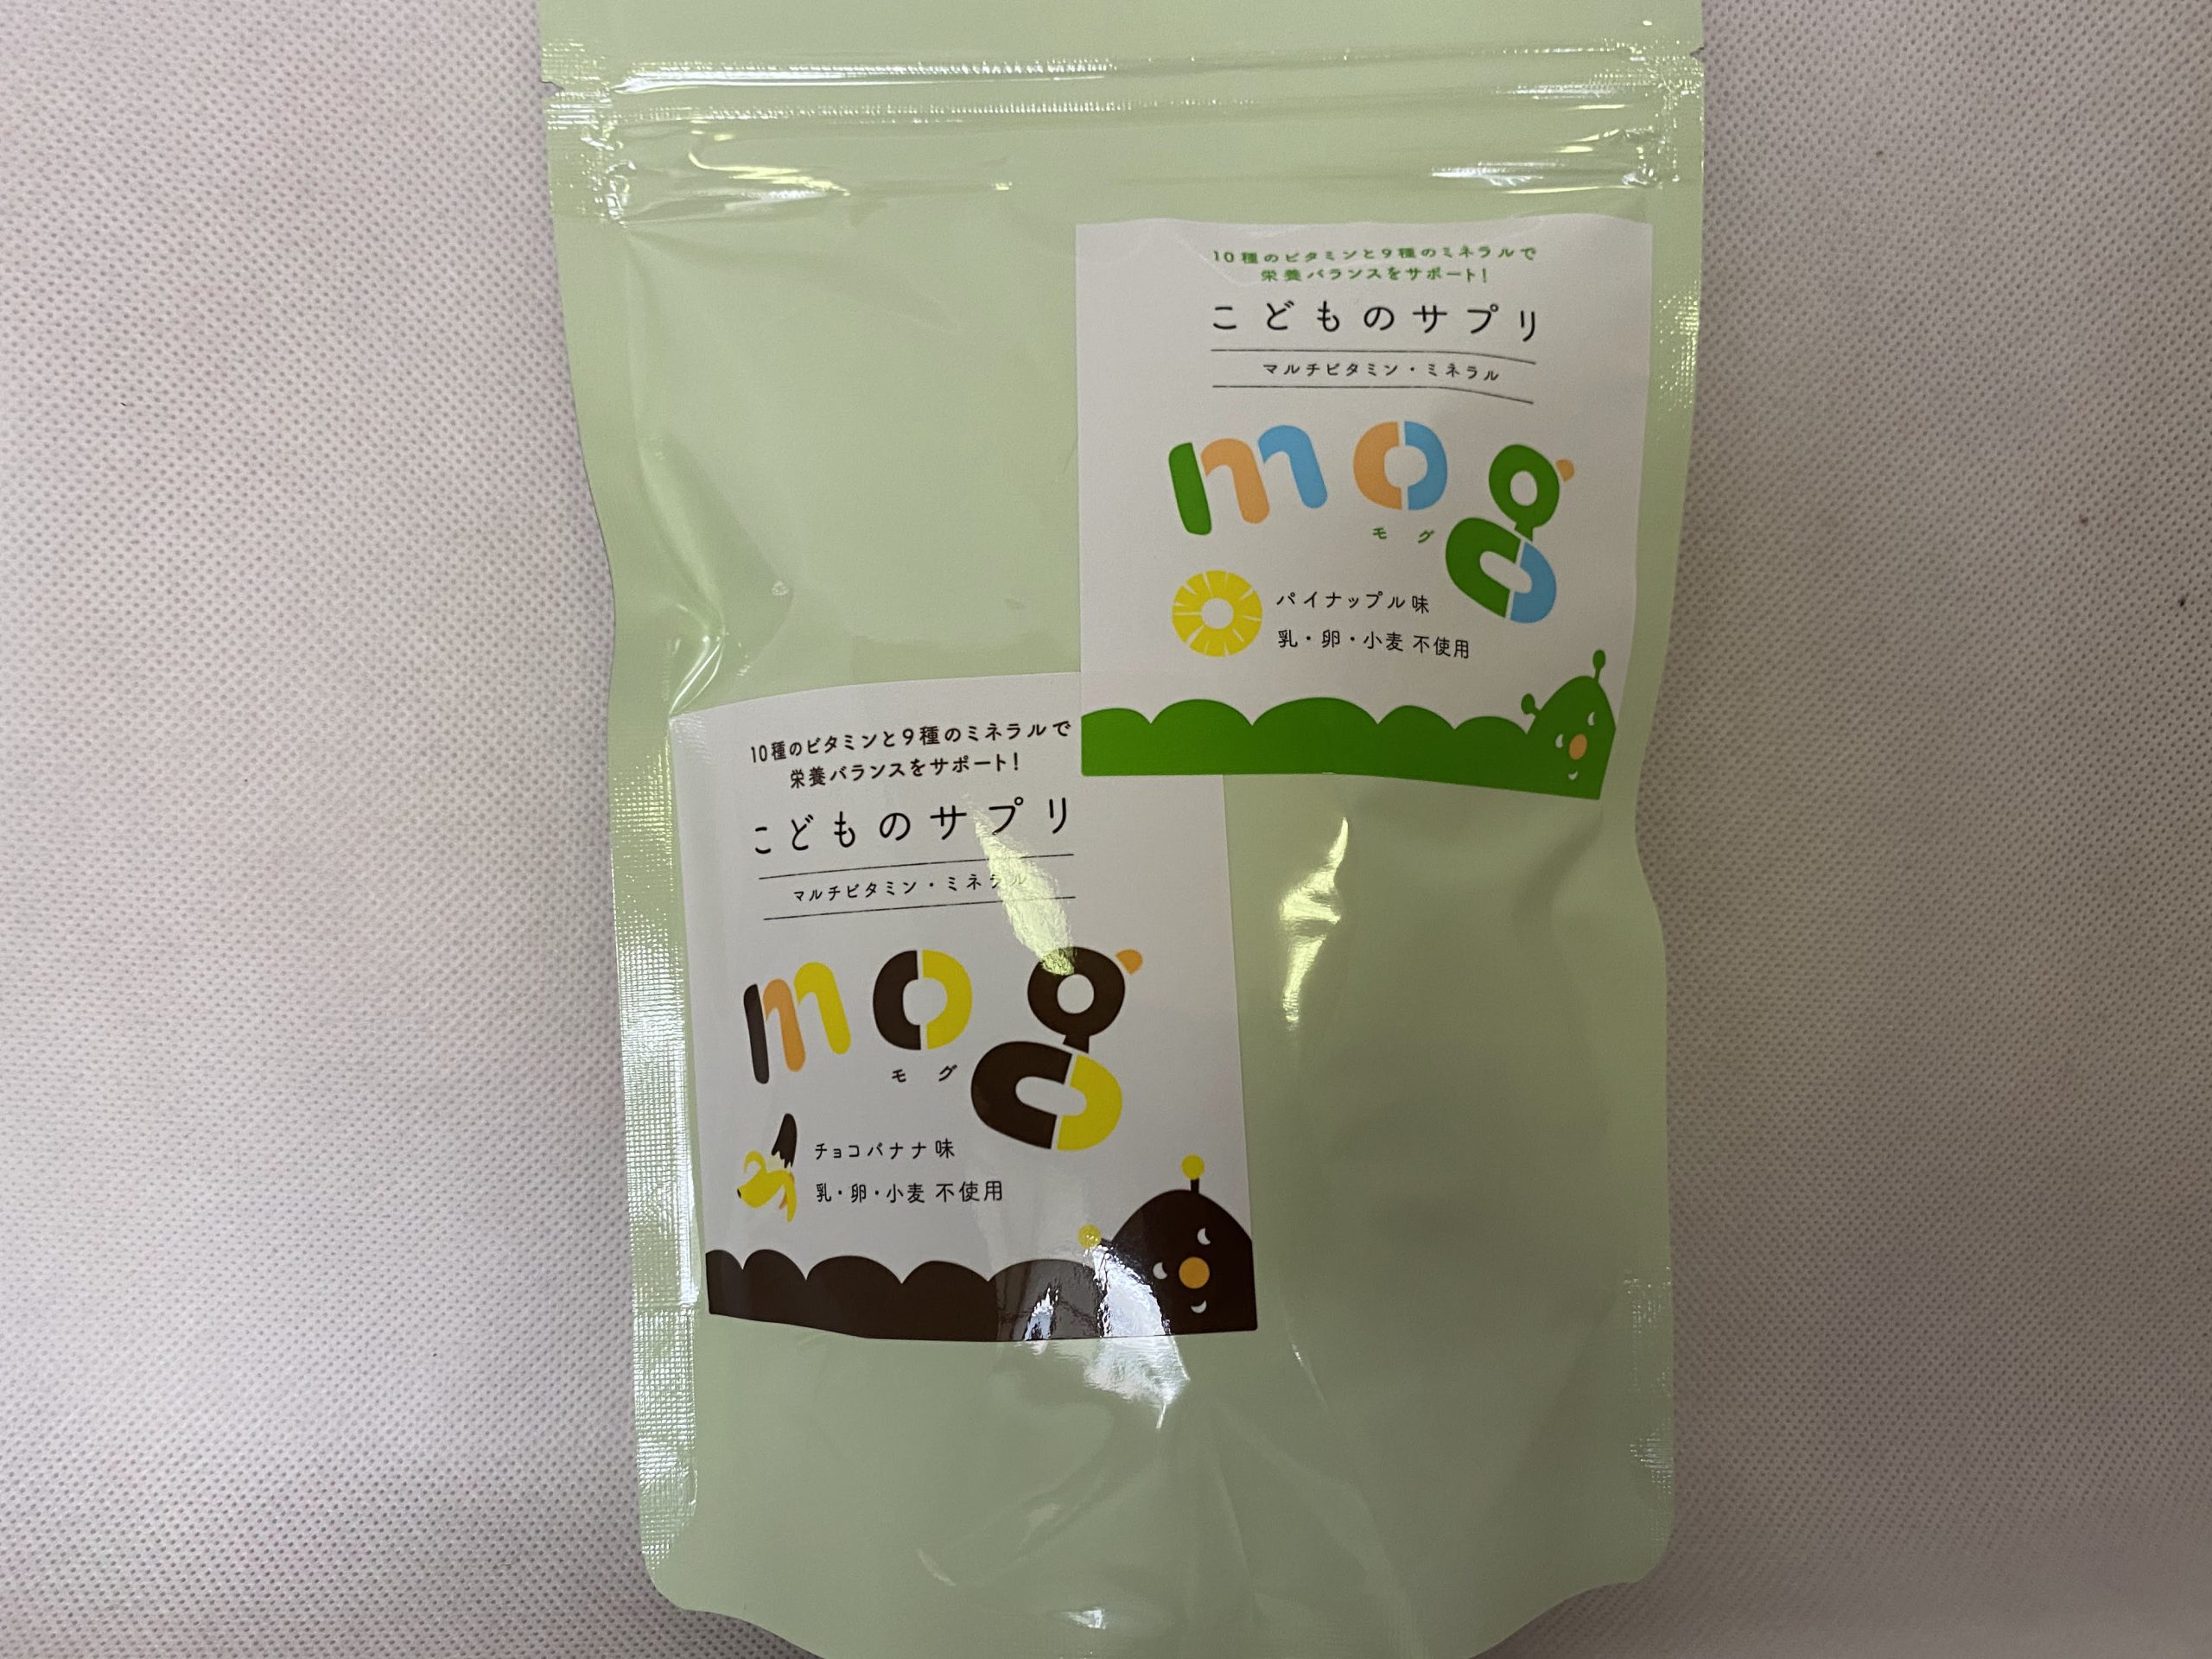 10種のビタミンと9種のミネラルで
栄養バランスをサポート!
こどものサプリ
マルチビタミン・ミネラル
mog
モグ
パイナップル味
乳・卵・小麦 不使用
10種のビタミンと9種のミネラルで
栄養バランスをサポート!
こどものサプリ
マルチビタミン・ミネラル
mog
モグ
チョコバナナ味
乳・卵・小麦 不使用